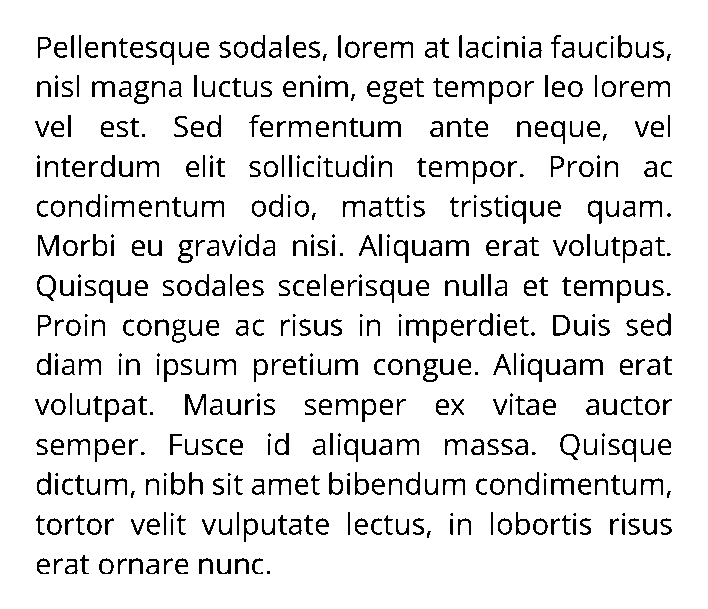 Pellentesque sodales, lorem at lacinia faucibus,
nisl magna luctus enim, eget tempor leo lorem
vel est. Sed fermentum ante neque, vel
interdum elit sollicitudin tempor. Proin ac
condimentum odio, mattis tristique quam.
Morbi eu gravida nisi. Aliquam erat volutpat.
Quisque sodales scelerisque nulla et tempus.
Proin congue ac risus in imperdiet. Duis sed
diam in ipsum pretium congue. Aliquam erat
volutpat. Mauris semper ex vitae auctor
semper. Fusce id aliquam massa. Quisque
dictum, nibh sit amet bibendum condimentum,
tortor velit vulputate lectus, in lobortis risus
erat ornare nunc.